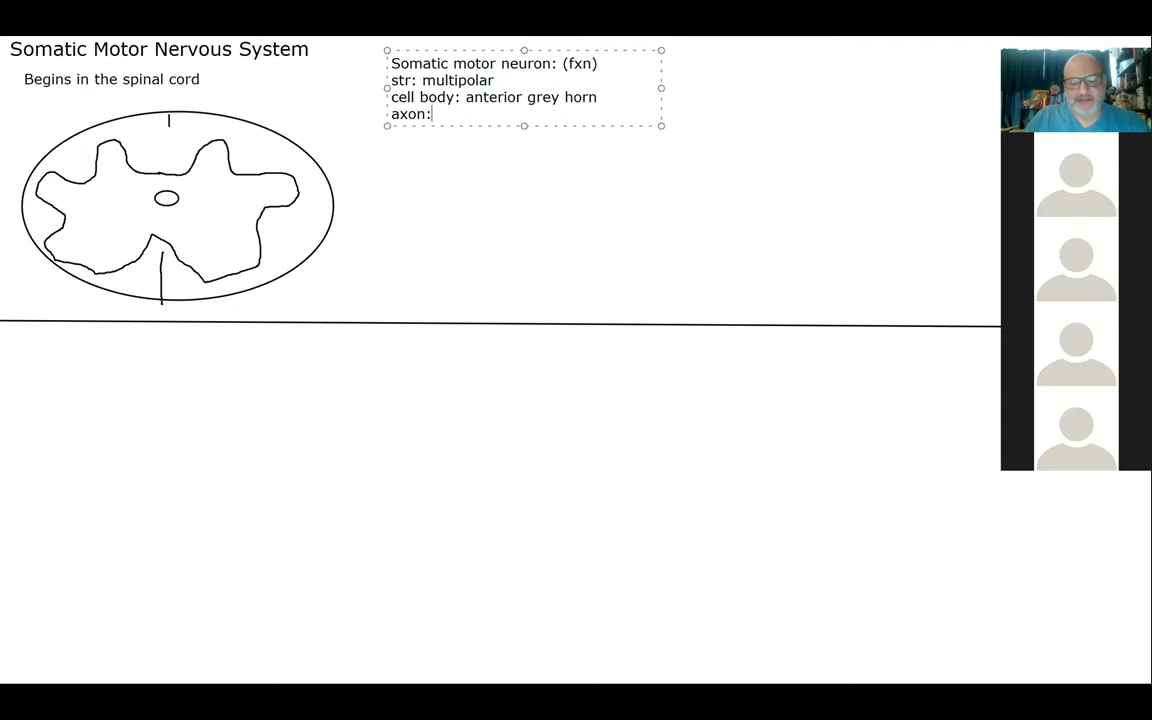 Somatic Motor Nervous System
Begins in the spinal cord
Somatic motor neuron: (fxn)
str: multipolar
cell body: anterior grey horn
axon: